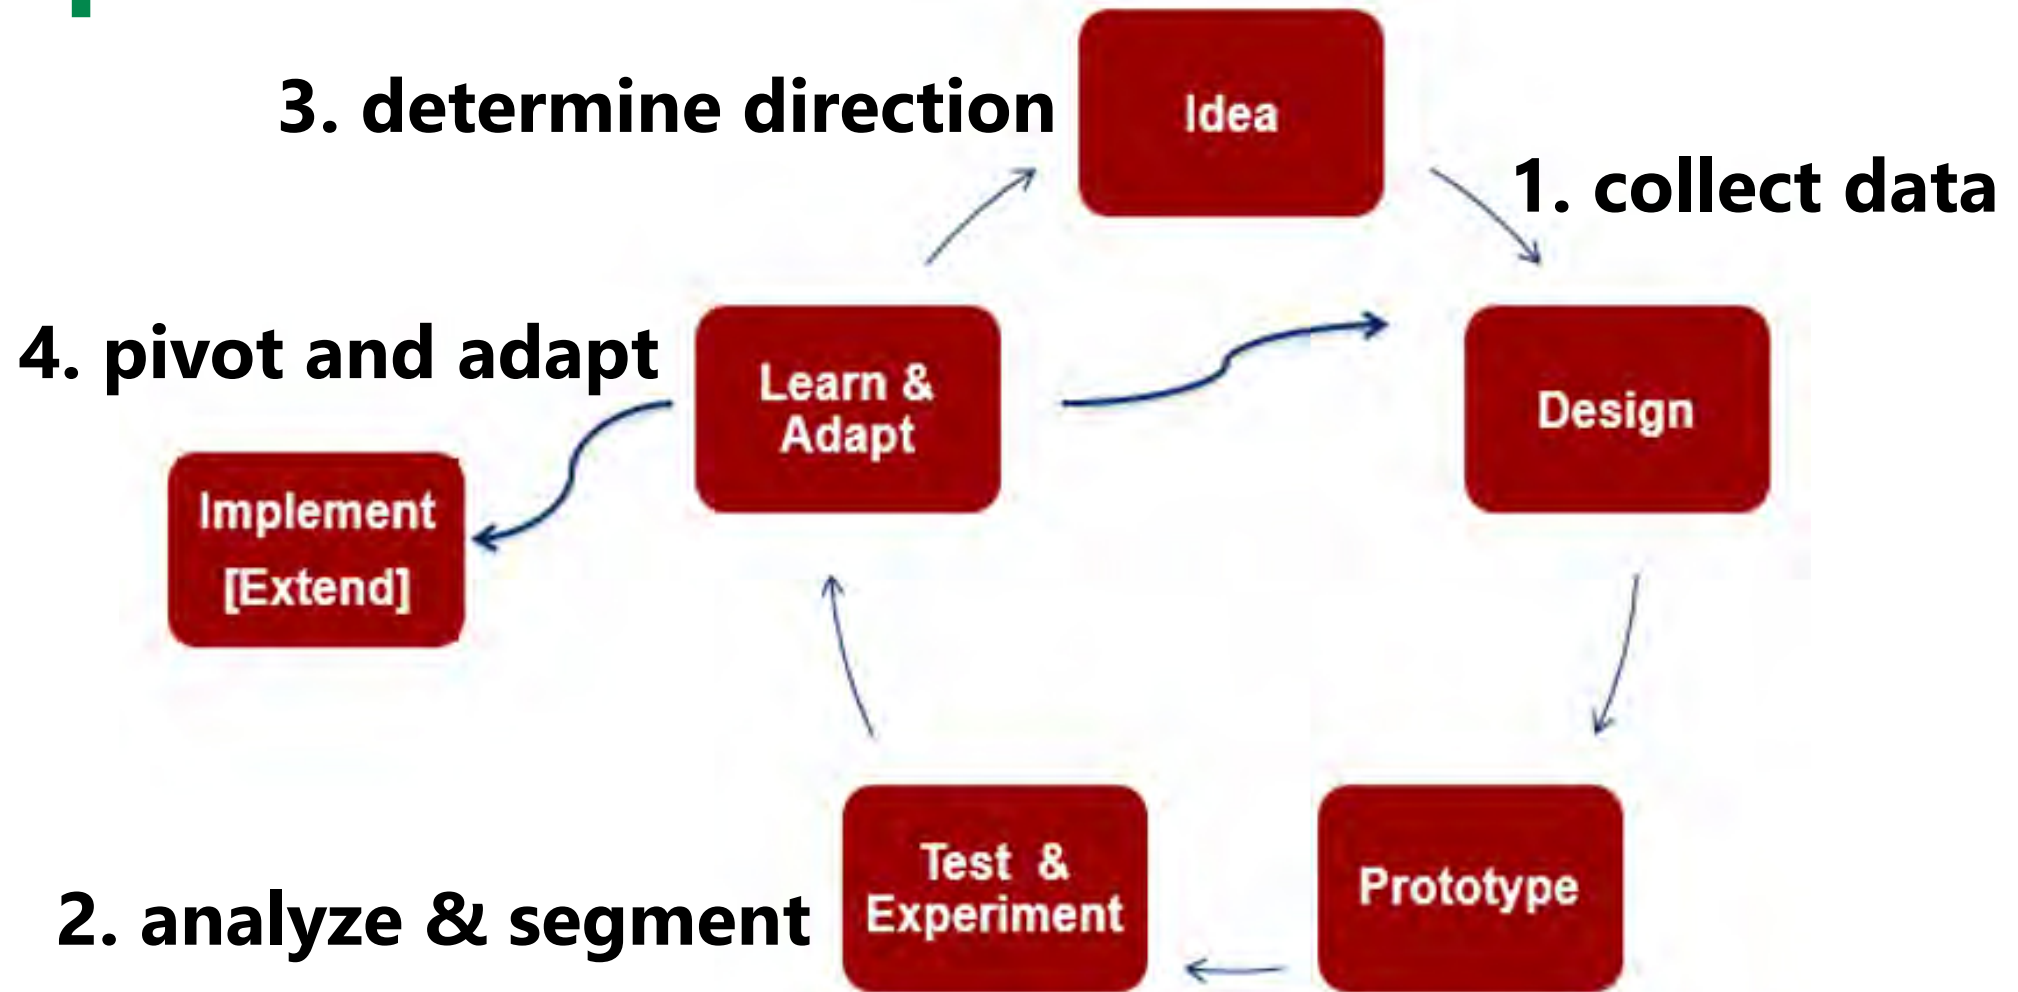 Idea
3. determine direction
1. collect data
4. pivot and adapt
Learn &
Adapt
Design
Implement
[Extend]
Test &
Experiment
Prototype
2. analyze & segment